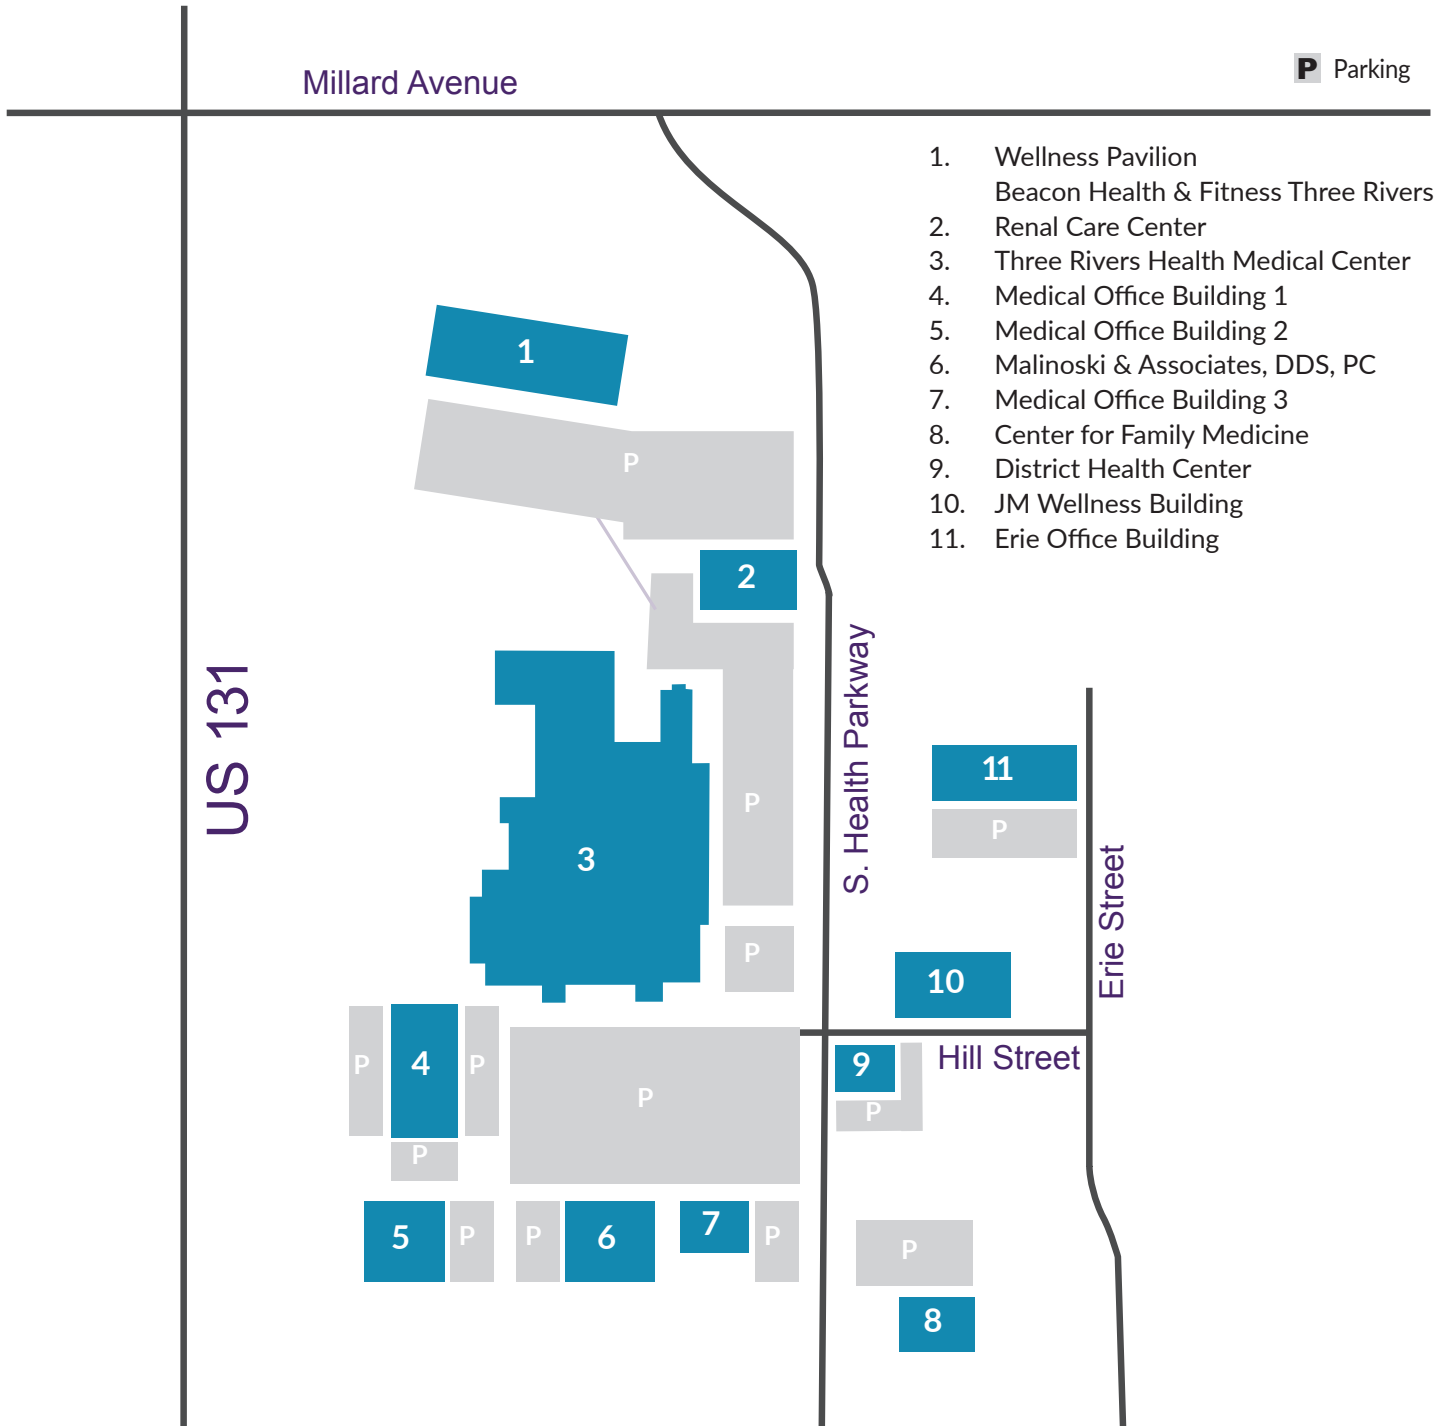 Millard Avenue
P Parking
1. Wellness Pavilion
Beacon Health & Fitness Three Rivers
2. Renal Care Center
3. Three Rivers Health Medical Center
4. Medical Office Building 1
5. Medical Office Building 2
6. Malinoski & Associates, DDS, PC
7. Medical Office Building 3
8. Center for Family Medicine
9. District Health Center
10. JM Wellness Building
11. Erie Office Building
1
P
2
US 131
S. Health Parkway
11
P
P
3
Erie Street
P
10
Hill Street
P
4
P
P
9
P
P
5
P
P
6
7
P
P
8